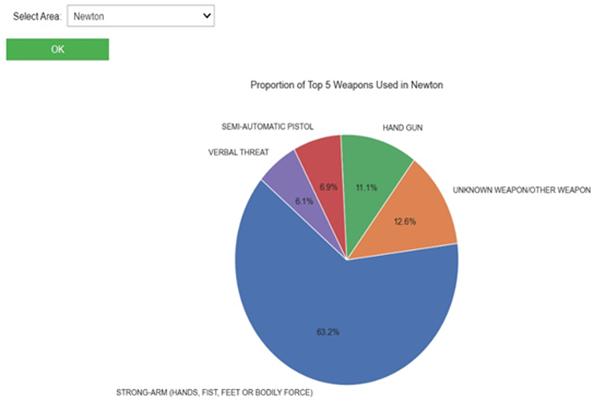 Select Area: Newton
OK
Proportion of Top 5 Weapons Used in Newton
SEMI-AUTOMATIC PISTOL
HAND GUN
VERBAL THREAT
6.9%
11.1%
UNKNOWN WEAPON/OTHER WEAPON
6.1%
12.6%
63.2%
STRONG-ARM (HANDS, FIST, FEET OR BODILY FORCE)